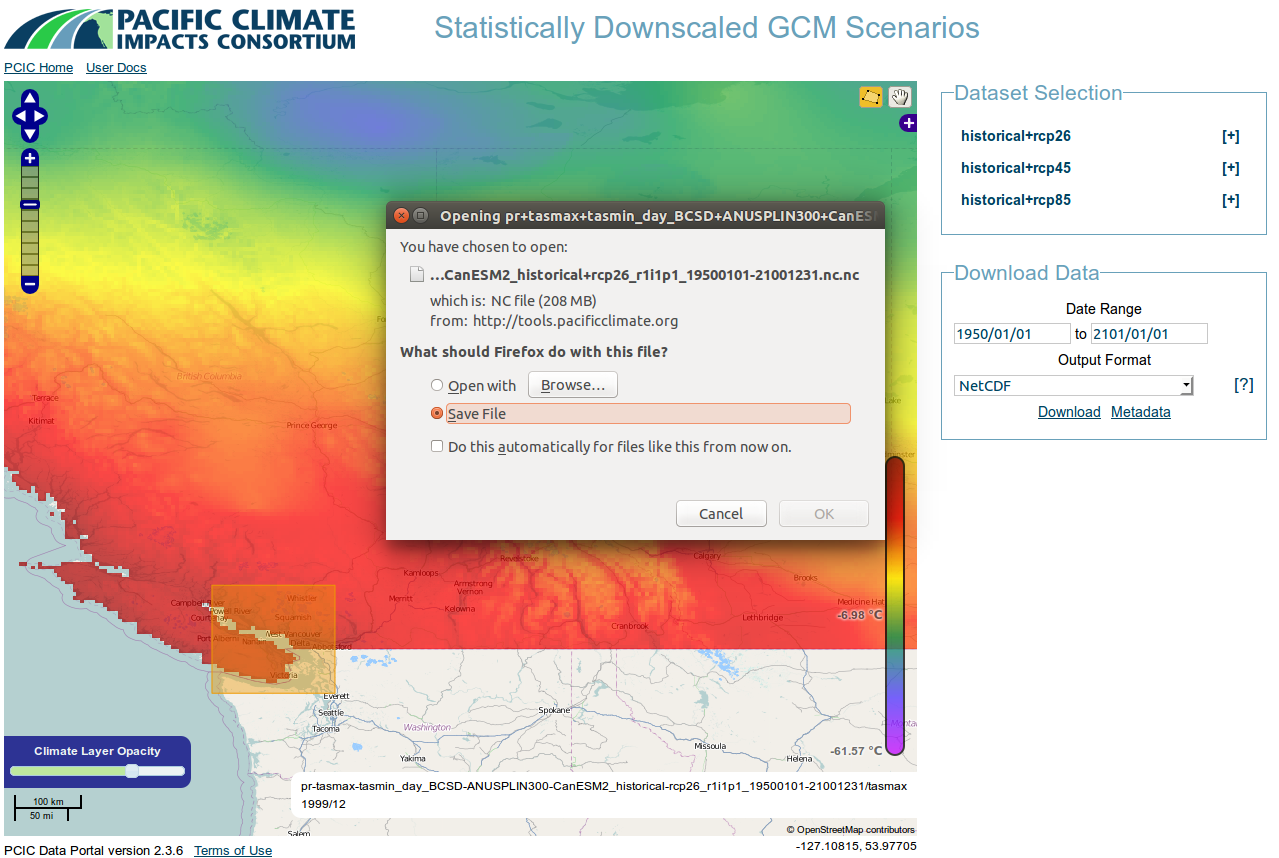 PACIFIC CLIMATE
IMPACTS CONSORTIUM
Statistically Downscaled GCM Scenarios
PCIC Home User Docs
Dataset Selection
historical+rcp26 [+]
historical+rcp45 [+]
historical+rcp85 [+]
Download Data
Date Range
1950/01/01 to 2101/01/01
Output Format
NetCDF [?]
Download Metadata
Opening pr+tasmax+tasmin_day_BCSD+ANUSPLIN300+CanES
You have chosen to open:
...CanESM2_historical+rcp26_r1i1p1_19500101-21001231.nc.nc
which is: NC file (208 MB)
from: http://tools.pacificclimate.org
What should Firefox do with this file?
Open with Browse...
Save File
Do this automatically for files like this from now on.
Cancel OK
British Columbia
Terrace
Kitimat
Prince George
Lake
Revelstoke
Calgary
Kamloops
Armstrong
Vernon
Brooks
Merritt
Kelowna
Medicine Hat
-6.98 °C
Cranbrook
Lethbridge
Campbell River
Whistler
Powell River
Courtenay
Squamish
Port Alberni
West Vancouver
Nanaimo
Delta
Abbotsford
Victoria
Everett
Seattle
Tacoma
Washington
Spokane
Yakima
Missoula
Helena
Montana
-61.57 °C
Climate Layer Opacity
100 km
50 mi
pr-tasmax-tasmin_day_BCSD-ANUSPLIN300-CanESM2_historical-rcp26_r1i1p1_19500101-21001231/tasmax
1999/12
Salem
© OpenStreetMap contributors
PCIC Data Portal version 2.3.6 Terms of Use
-127.10815, 53.97705